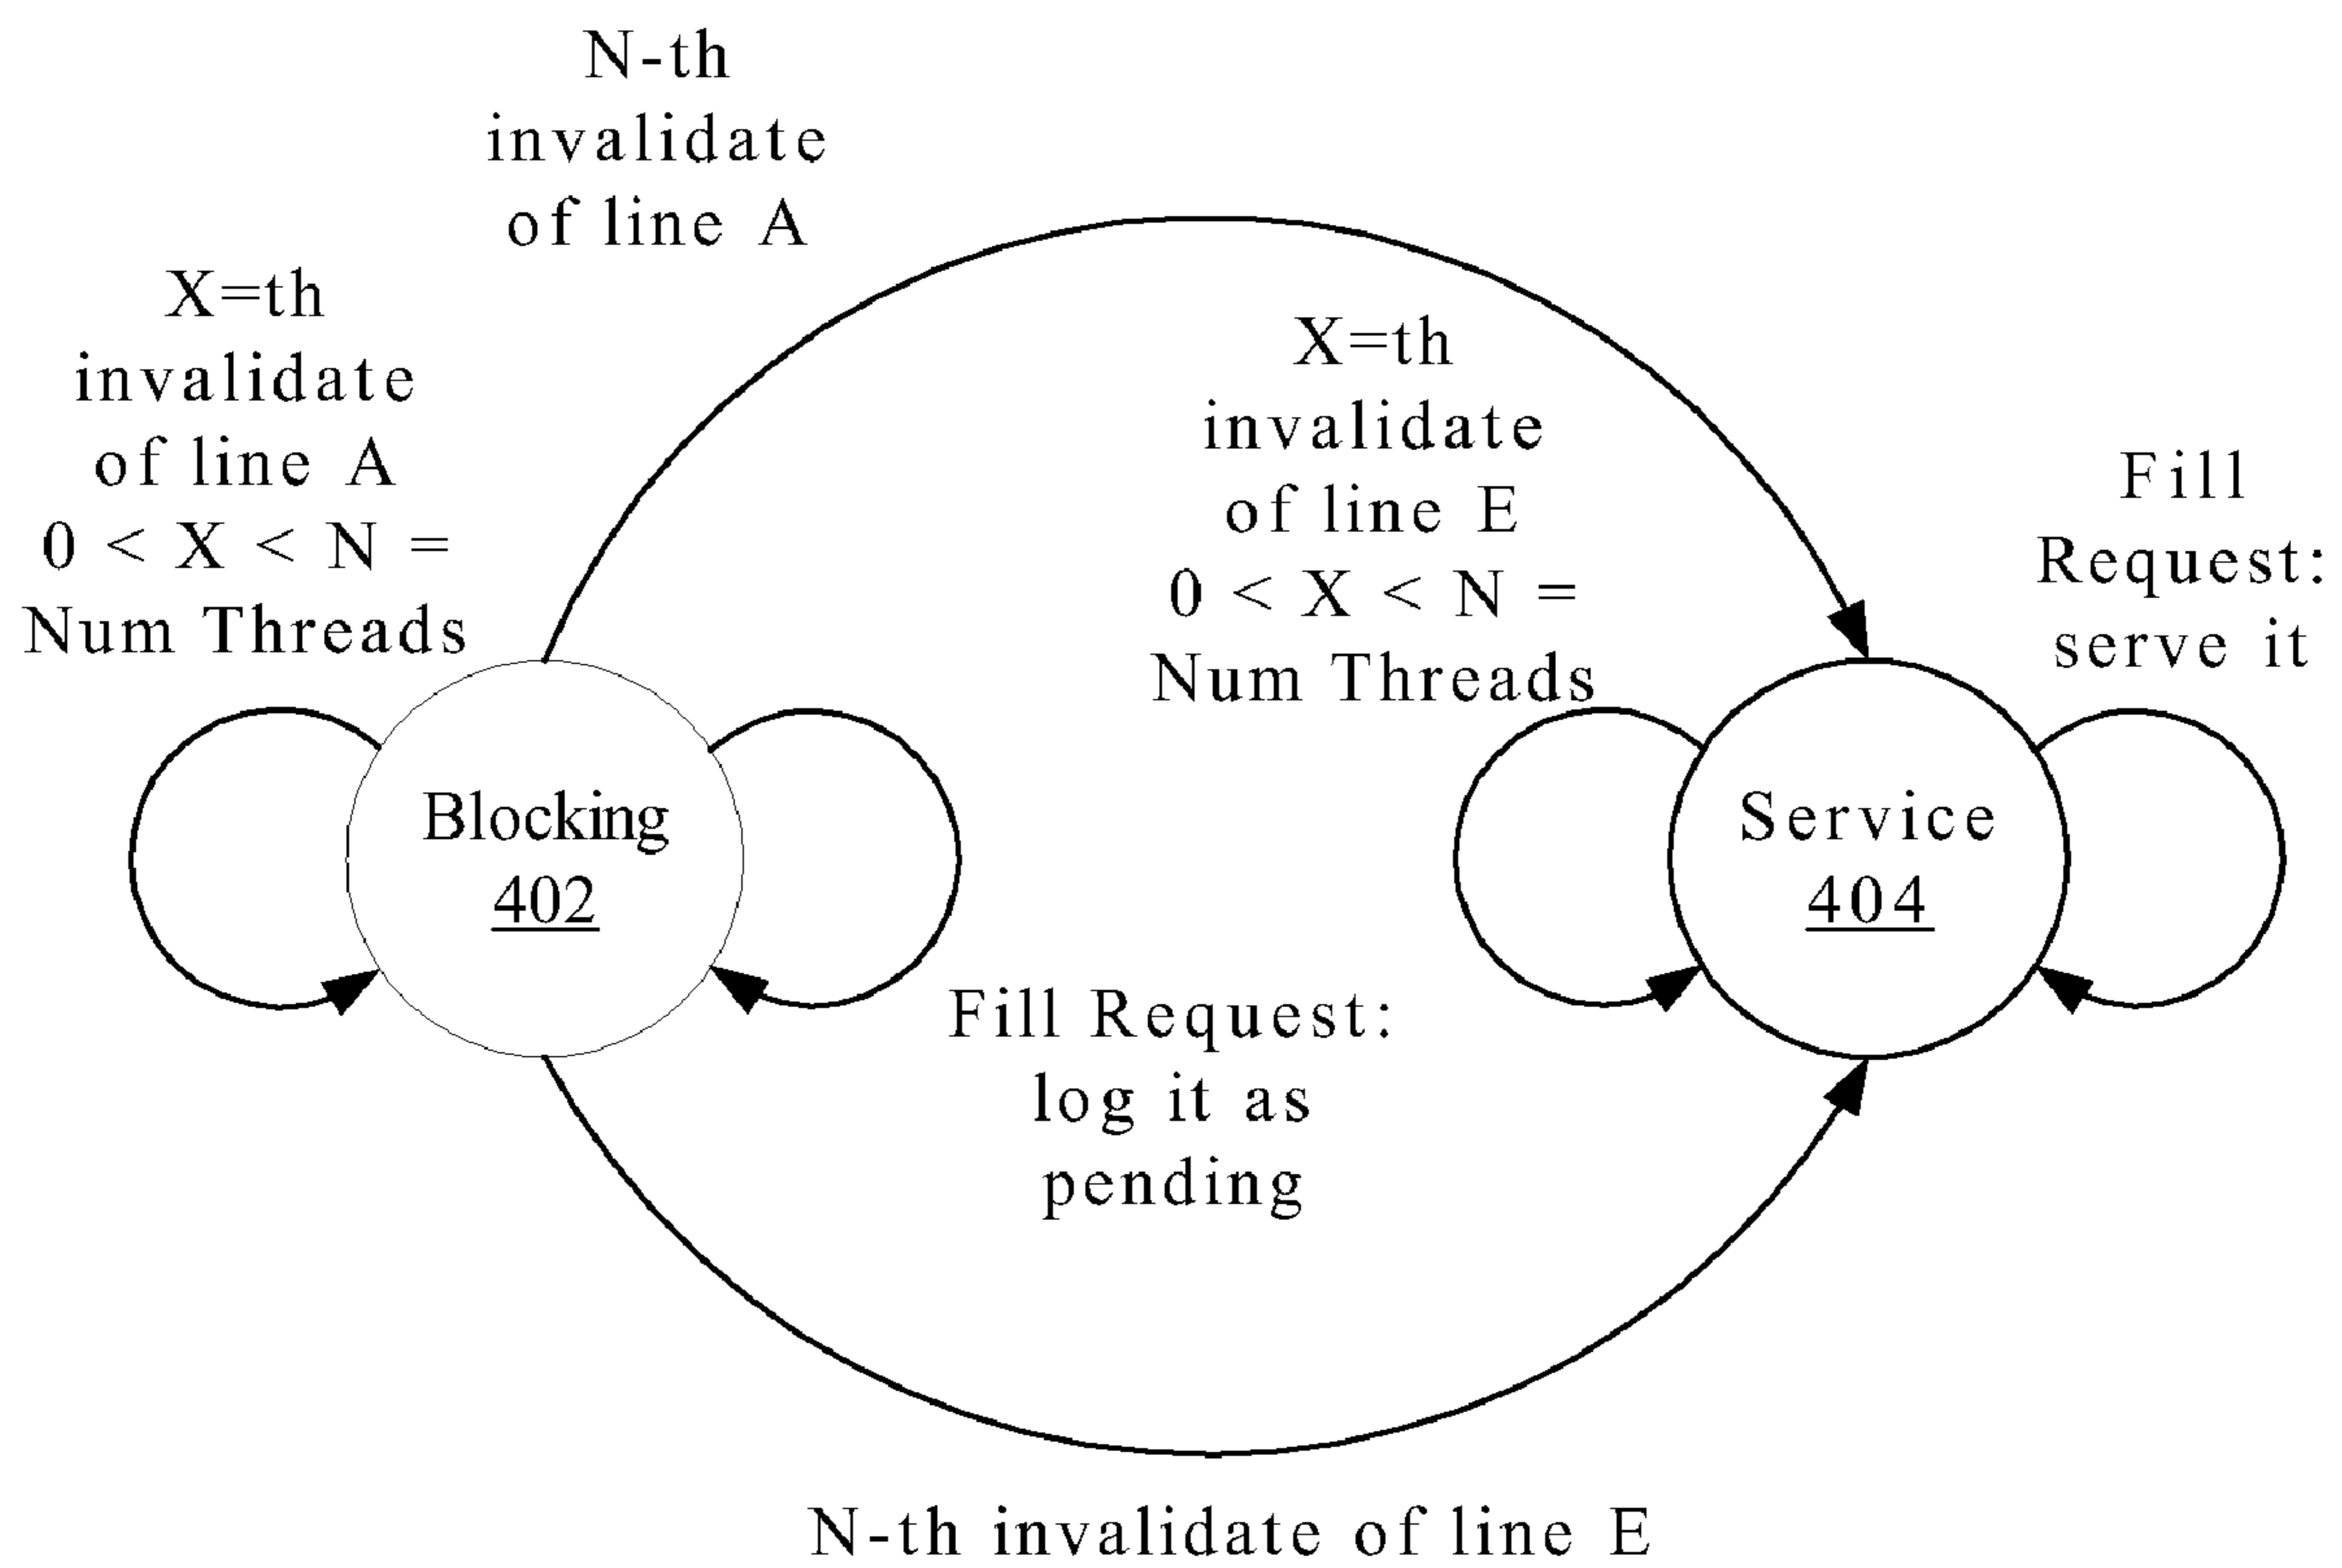 N-th
invalidate
of line A
X=th
invalidate
of line A
0 < X < N =
Num Threads
X=th
invalidate
of line E
0 < X < N =
Num Threads
Fill
Request:
serve it
Blocking
402
Service
404
Fill Request:
log it as
pending
N-th invalidate of line E